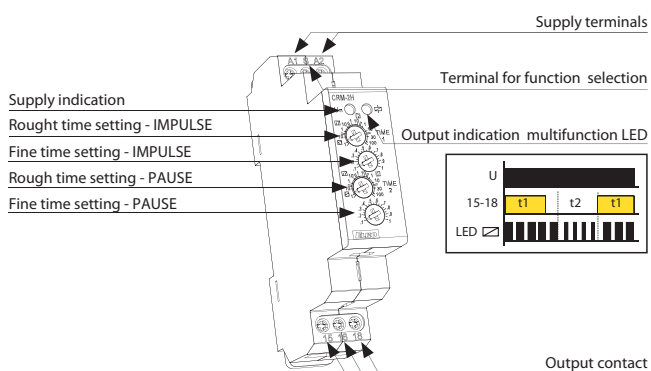 Supply terminals
A1 S A2
Terminal for function selection
CRM-2H
Supply indication
Rought time setting - IMPULSE
Output indication multifunction LED
TIME 1
Fine time setting - IMPULSE
Rough time setting - PAUSE
TIME 2
Fine time setting - PAUSE
U
15-18 t1 t2 t1
LED
15 16 18
Output contact